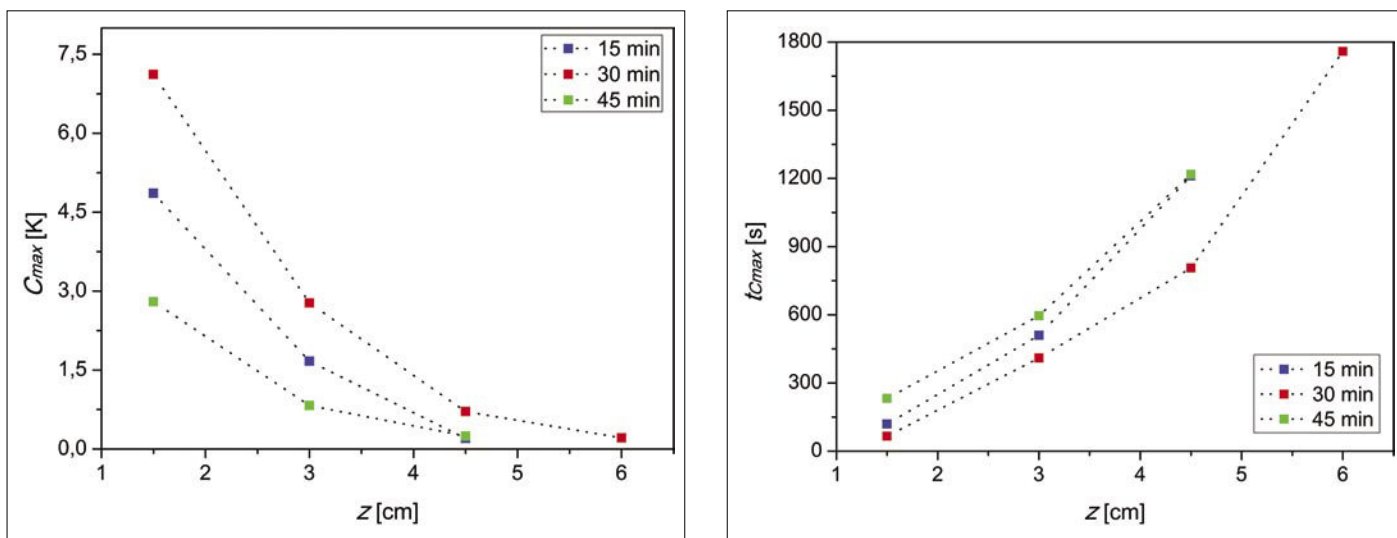 7,5
6,0
4,5
3,0
1,5
0,0
Cmax [K]
1 2 3 4 5 6
z [cm]
15 min
30 min
45 min
1800
1500
1200
900
600
300
0
tCmax [s]
1 2 3 4 5 6
z [cm]
15 min
30 min
45 min